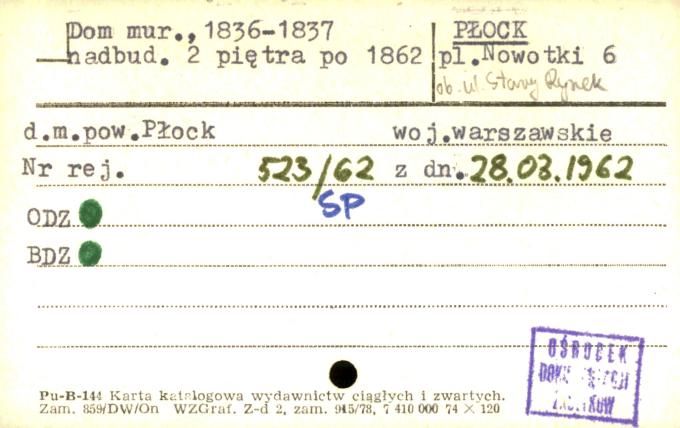 Dom mur., 1836-1837
nadbud. 2 piętra po 1862
PŁOCK
pl.Nowotki 6
ob. ul. Stary Rynek
d.m.pow.Płock woj.warszawskie
Nr rej. 523/62 z dn. 28.03.1962
SP
ODZ
BDZ
OŚRODEK
DOKUMENTACJI
ZABYTKÓW
Pu-B-144 Karta katalogowa wydawnictw ciągłych i zwartych.
Zam. 859/DW/On WZGraf. Z-d 2, zam. 945/78, 7 410 000 74 × 120